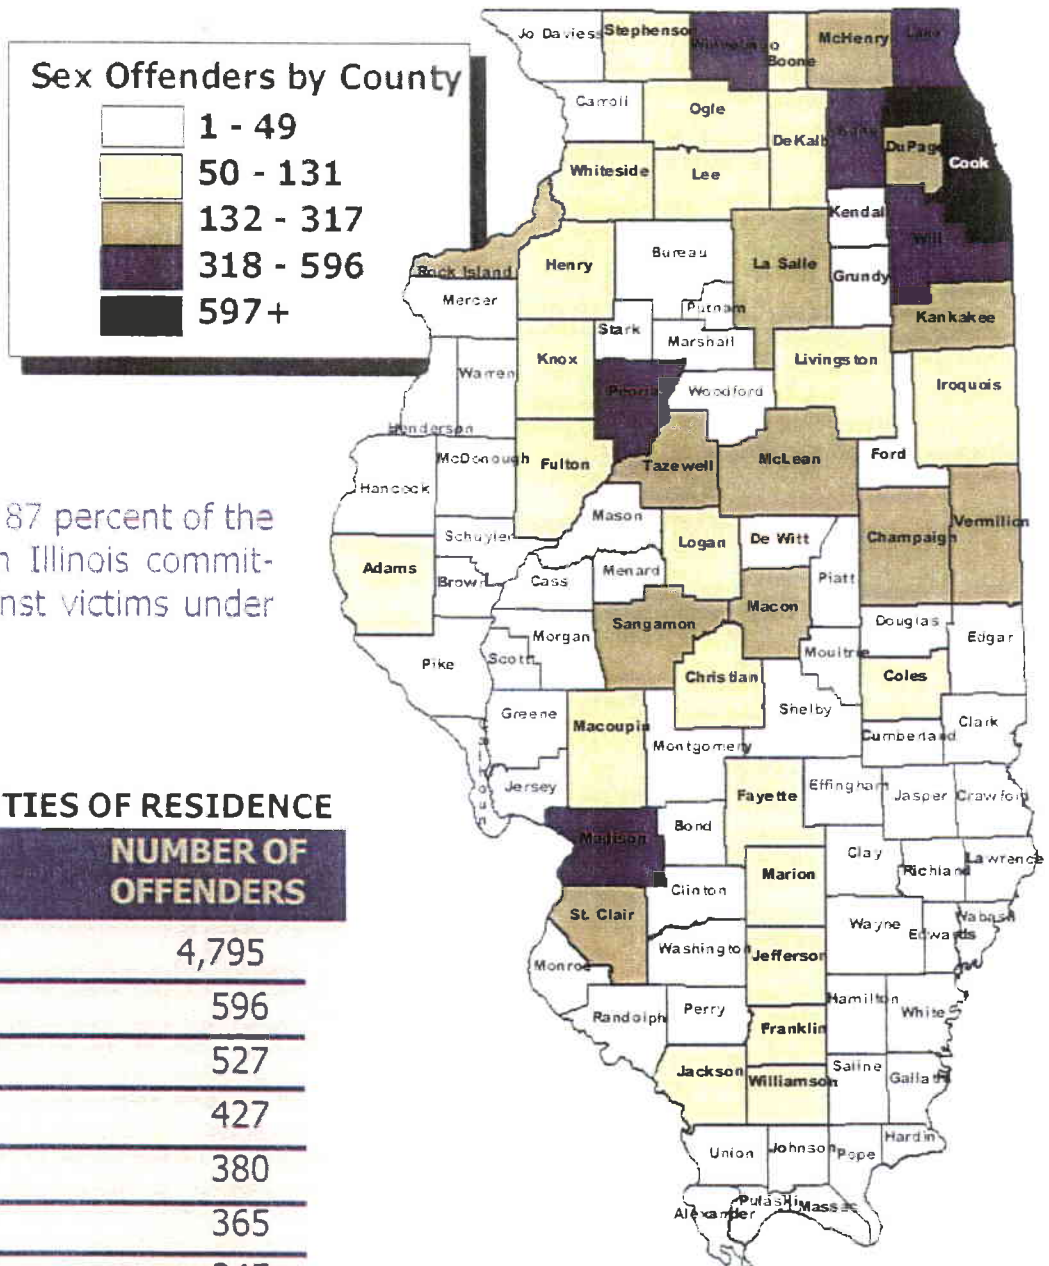 Sex Offenders by County
1 - 49
50 - 131
132 - 317
318 - 596
597+
87 percent of the
n Illinois commit-
nst victims under
TIES OF RESIDENCE
NUMBER OF
OFFENDERS
4,795
596
527
427
380
365
Jo Daviess
Stephenso
Winnebago
Boone
McHenry
Lake
Carroll
Ogle
DeKalb
Kane
DuPage
Cook
Whiteside
Lee
Kendall
Will
Rock Island
Henry
Bureau
La Salle
Grundy
Mercer
Putnam
Kankakee
Stark
Marshall
Knox
Livingston
Warren
Peoria
Woodford
Iroquois
Henderson
McDonough
Fulton
Tazewell
McLean
Ford
Hancock
Mason
Schuyler
Logan
De Witt
Champaign
Vermilion
Adams
Brown
Cass
Menard
Piatt
Macon
Sangamon
Douglas
Morgan
Edgar
Pike
Scott
Moultrie
Christian
Coles
Greene
Shelby
Macoupin
Clark
Calhoun
Montgomery
Cumberland
Jersey
Effingham
Fayette
Jasper
Crawford
Bond
Madison
Clay
Marion
Richland
Lawrence
Clinton
St. Clair
Wayne
Wabash
Edwards
Washington
Jefferson
Monroe
Hamilton
White
Randolph
Perry
Franklin
Jackson
Williamson
Saline
Gallatin
Union
Johnson
Pope
Hardin
Alexander
Pulaski
Massac